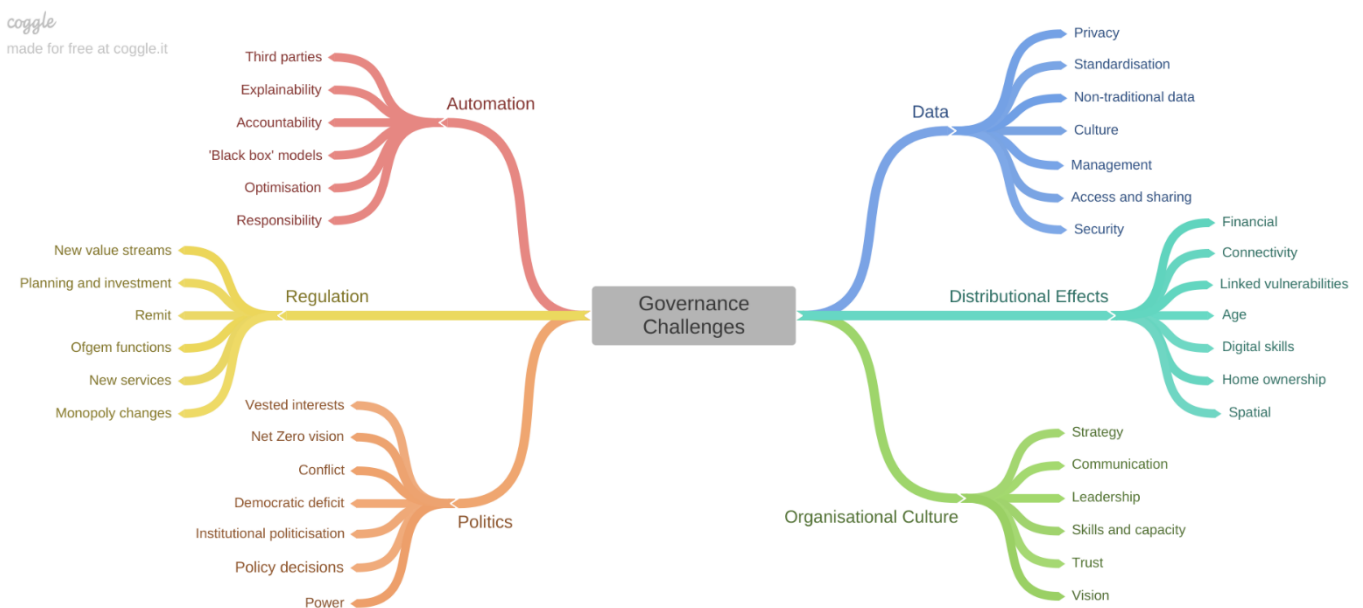 coggle
made for free at coggle.it
Governance
Challenges
Automation
Third parties
Explainability
Accountability
'Black box' models
Optimisation
Responsibility
Regulation
New value streams
Planning and investment
Remit
Ofgem functions
New services
Monopoly changes
Politics
Vested interests
Net Zero vision
Conflict
Democratic deficit
Institutional politicisation
Policy decisions
Power
Data
Privacy
Standardisation
Non-traditional data
Culture
Management
Access and sharing
Security
Distributional Effects
Financial
Connectivity
Linked vulnerabilities
Age
Digital skills
Home ownership
Spatial
Organisational Culture
Strategy
Communication
Leadership
Skills and capacity
Trust
Vision